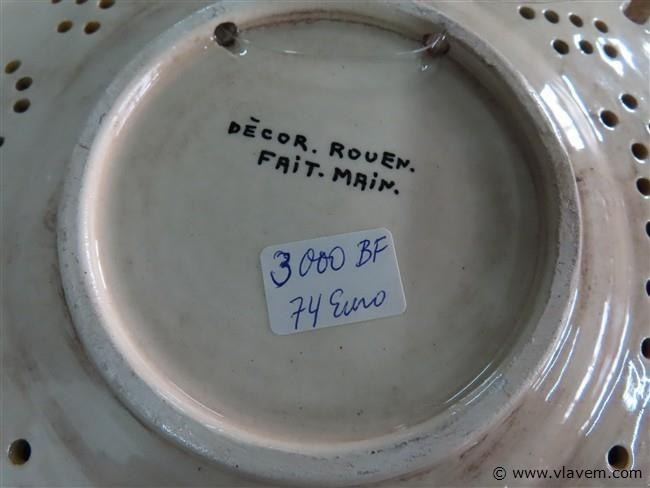 DÈCOR. ROUEN.
FAIT. MAIN.
3000 BF
74 Euro
© www.vlavem.com